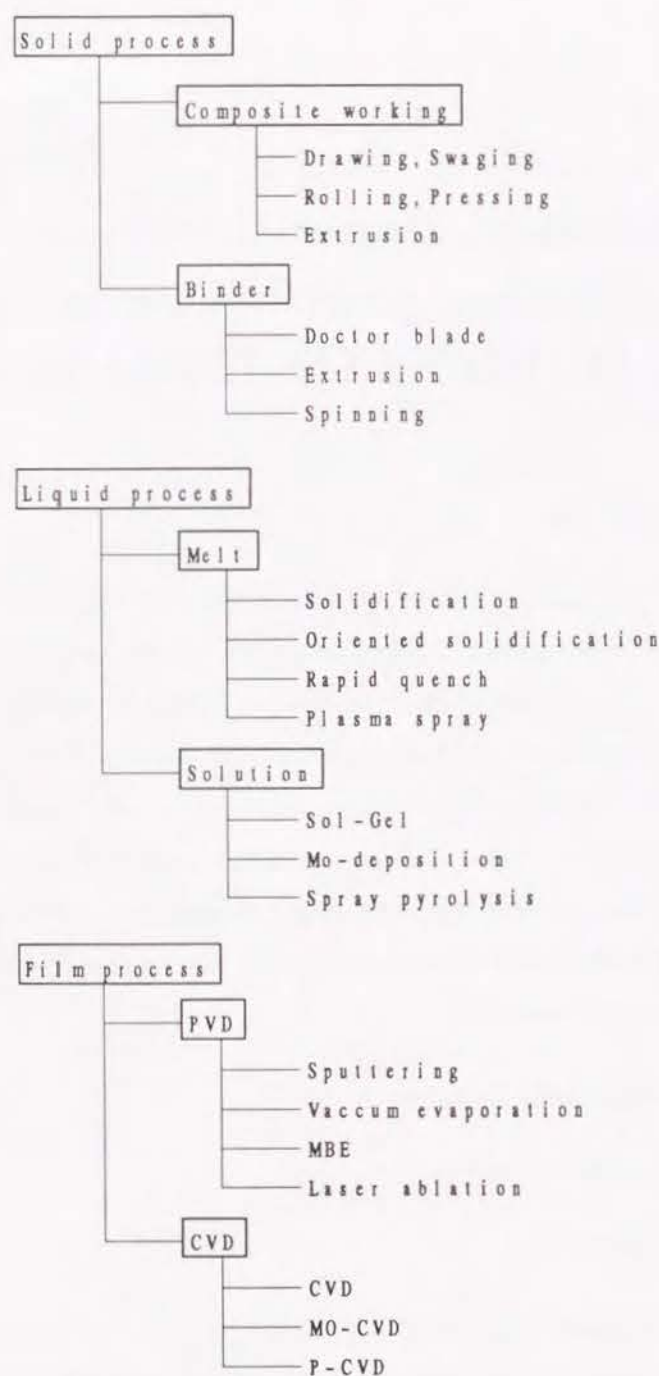 Solid process
Composite working
Drawing, Swaging
Rolling, Pressing
Extrusion
Binder
Doctor blade
Extrusion
Spinning
Liquid process
Melt
Solidification
Oriented solidification
Rapid quench
Plasma spray
Solution
Sol-Gel
Mo-deposition
Spray pyrolysis
Film process
PVD
Sputtering
Vaccum evaporation
MBE
Laser ablation
CVD
CVD
MO-CVD
P-CVD